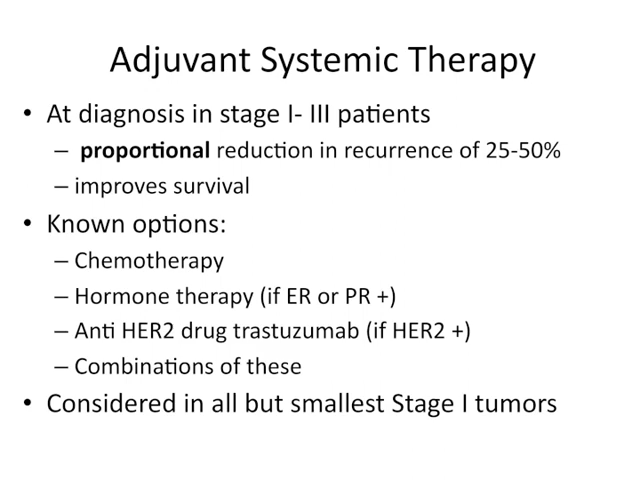 Adjuvant Systemic Therapy
• At diagnosis in stage I- III patients
– proportional reduction in recurrence of 25-50%
– improves survival
• Known options:
– Chemotherapy
– Hormone therapy (if ER or PR +)
– Anti HER2 drug trastuzumab (if HER2 +)
– Combinations of these
• Considered in all but smallest Stage I tumors